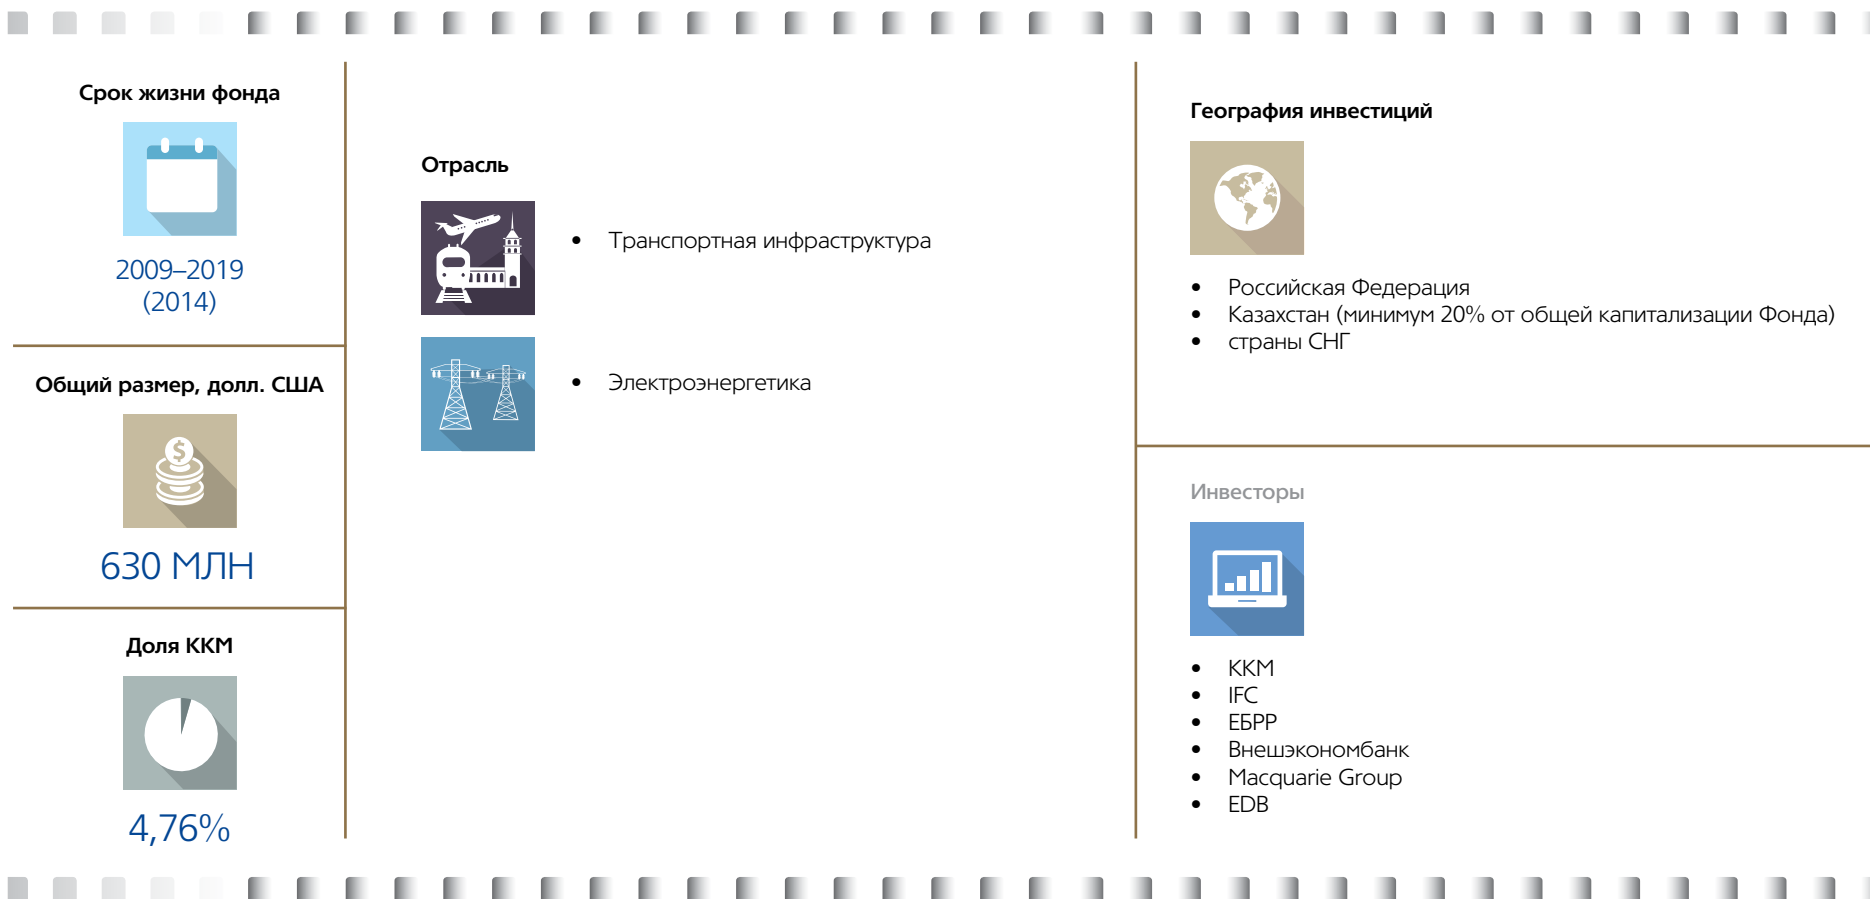 Срок жизни фонда
2009–2019
(2014)
Общий размер, долл. США
$
630 МЛН
Доля ККМ
4,76%
Отрасль
• Транспортная инфраструктура
• Электроэнергетика
География инвестиций
• Российская Федерация
• Казахстан (минимум 20% от общей капитализации Фонда)
• страны СНГ
Инвесторы
• ККМ
• IFC
• ЕБРР
• Внешэкономбанк
• Macquarie Group
• EDB